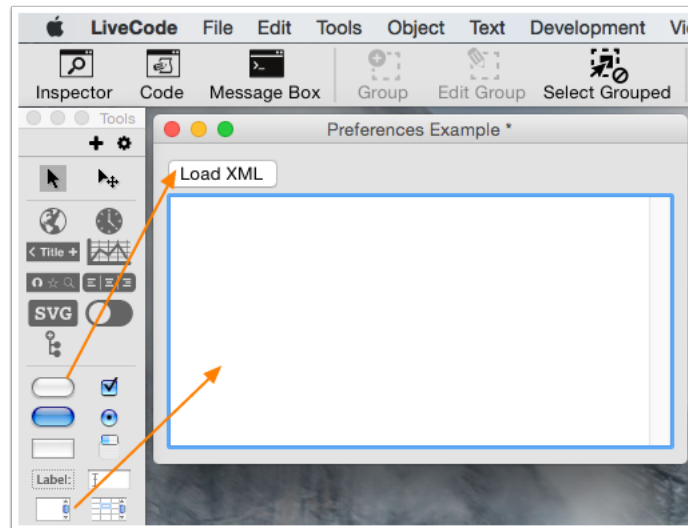 LiveCode File Edit Tools Object Text Development
Inspector Code Message Box Group Edit Group Select Grouped
Tools
Preferences Example *
Load XML
< Title +
SVG
Label: